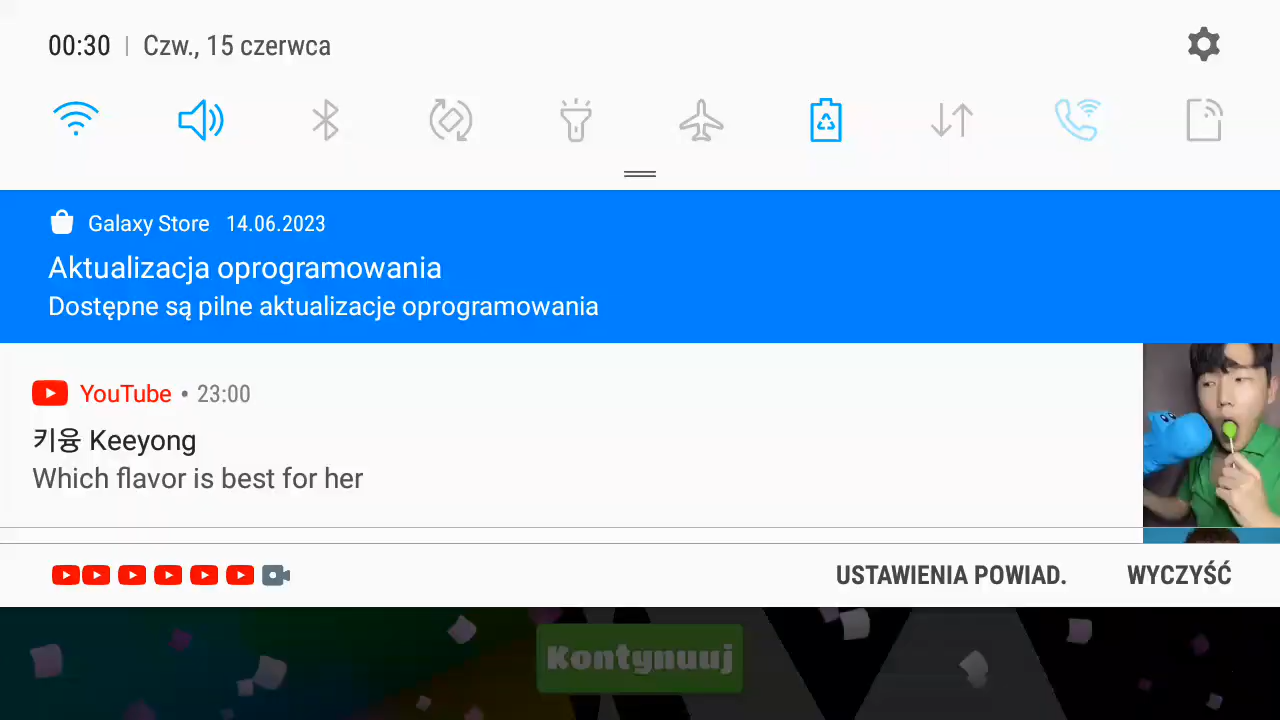 00:30 | Czw., 15 czerwca
Galaxy Store 14.06.2023
Aktualizacja oprogramowania
Dostępne są pilne aktualizacje oprogramowania
YouTube • 23:00
키융 Keeyong
Which flavor is best for her
USTAWIENIA POWIAD. WYCZYŚĆ
Kontynuuj